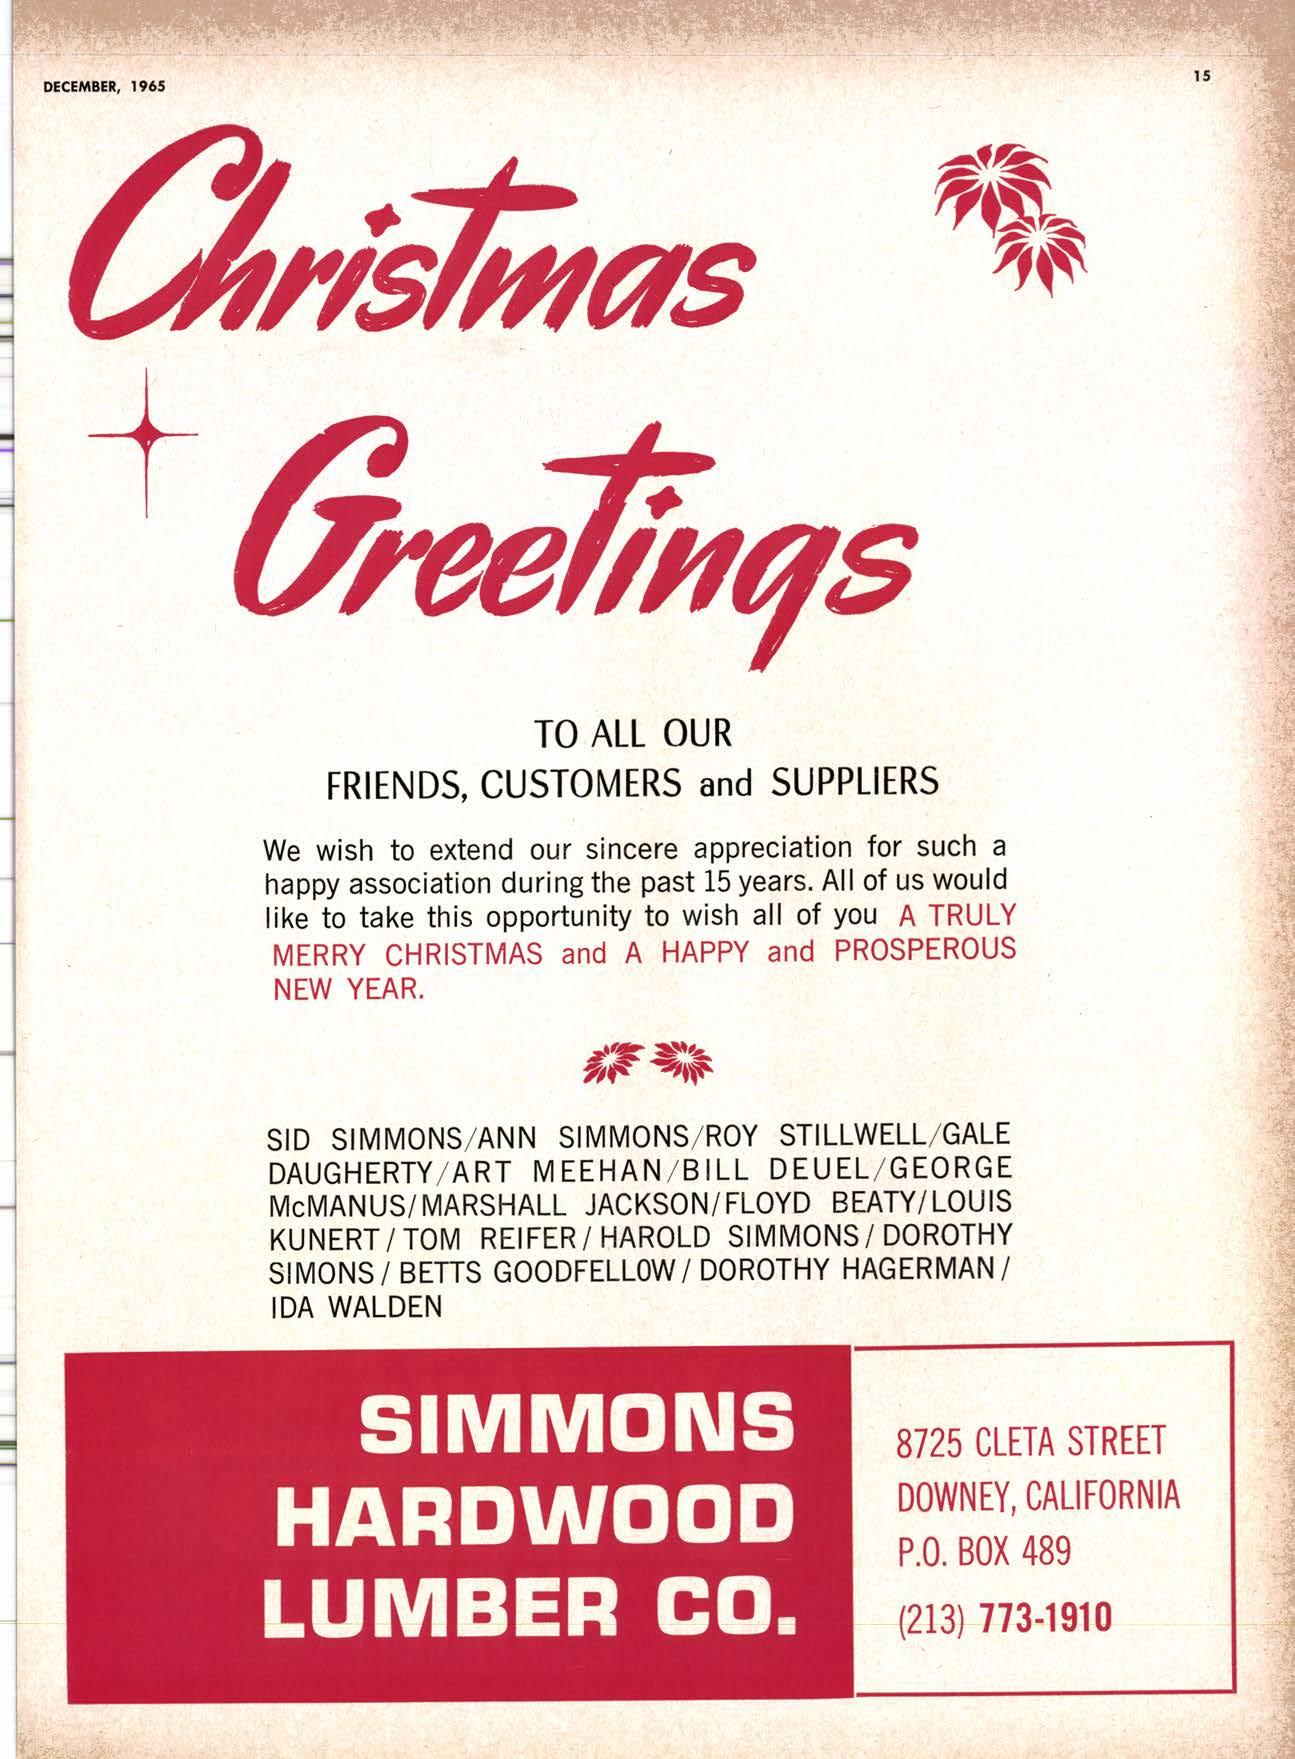 DECEMBER, 1965
15
Christmas
Greetings
TO ALL OUR
FRIENDS, CUSTOMERS and SUPPLIERS
We wish to extend our sincere appreciation for such a
happy association during the past 15 years. All of us would
like to take this opportunity to wish all of you A TRULY
MERRY CHRISTMAS and A HAPPY and PROSPEROUS
NEW YEAR.
SID SIMMONS/ANN SIMMONS/ROY STILLWELL/GALE
DAUGHERTY/ART MEEHAN/BILL DEUEL/GEORGE
McMANUS/MARSHALL JACKSON/FLOYD BEATY/LOUIS
KUNERT/TOM REIFER/HAROLD SIMMONS/DOROTHY
SIMONS/BETTS GOODFELLOW/DOROTHY HAGERMAN/
IDA WALDEN
SIMMONS
HARDWOOD
LUMBER CO.
8725 CLETA STREET
DOWNEY, CALIFORNIA
P.O. BOX 489
(213) 773-1910